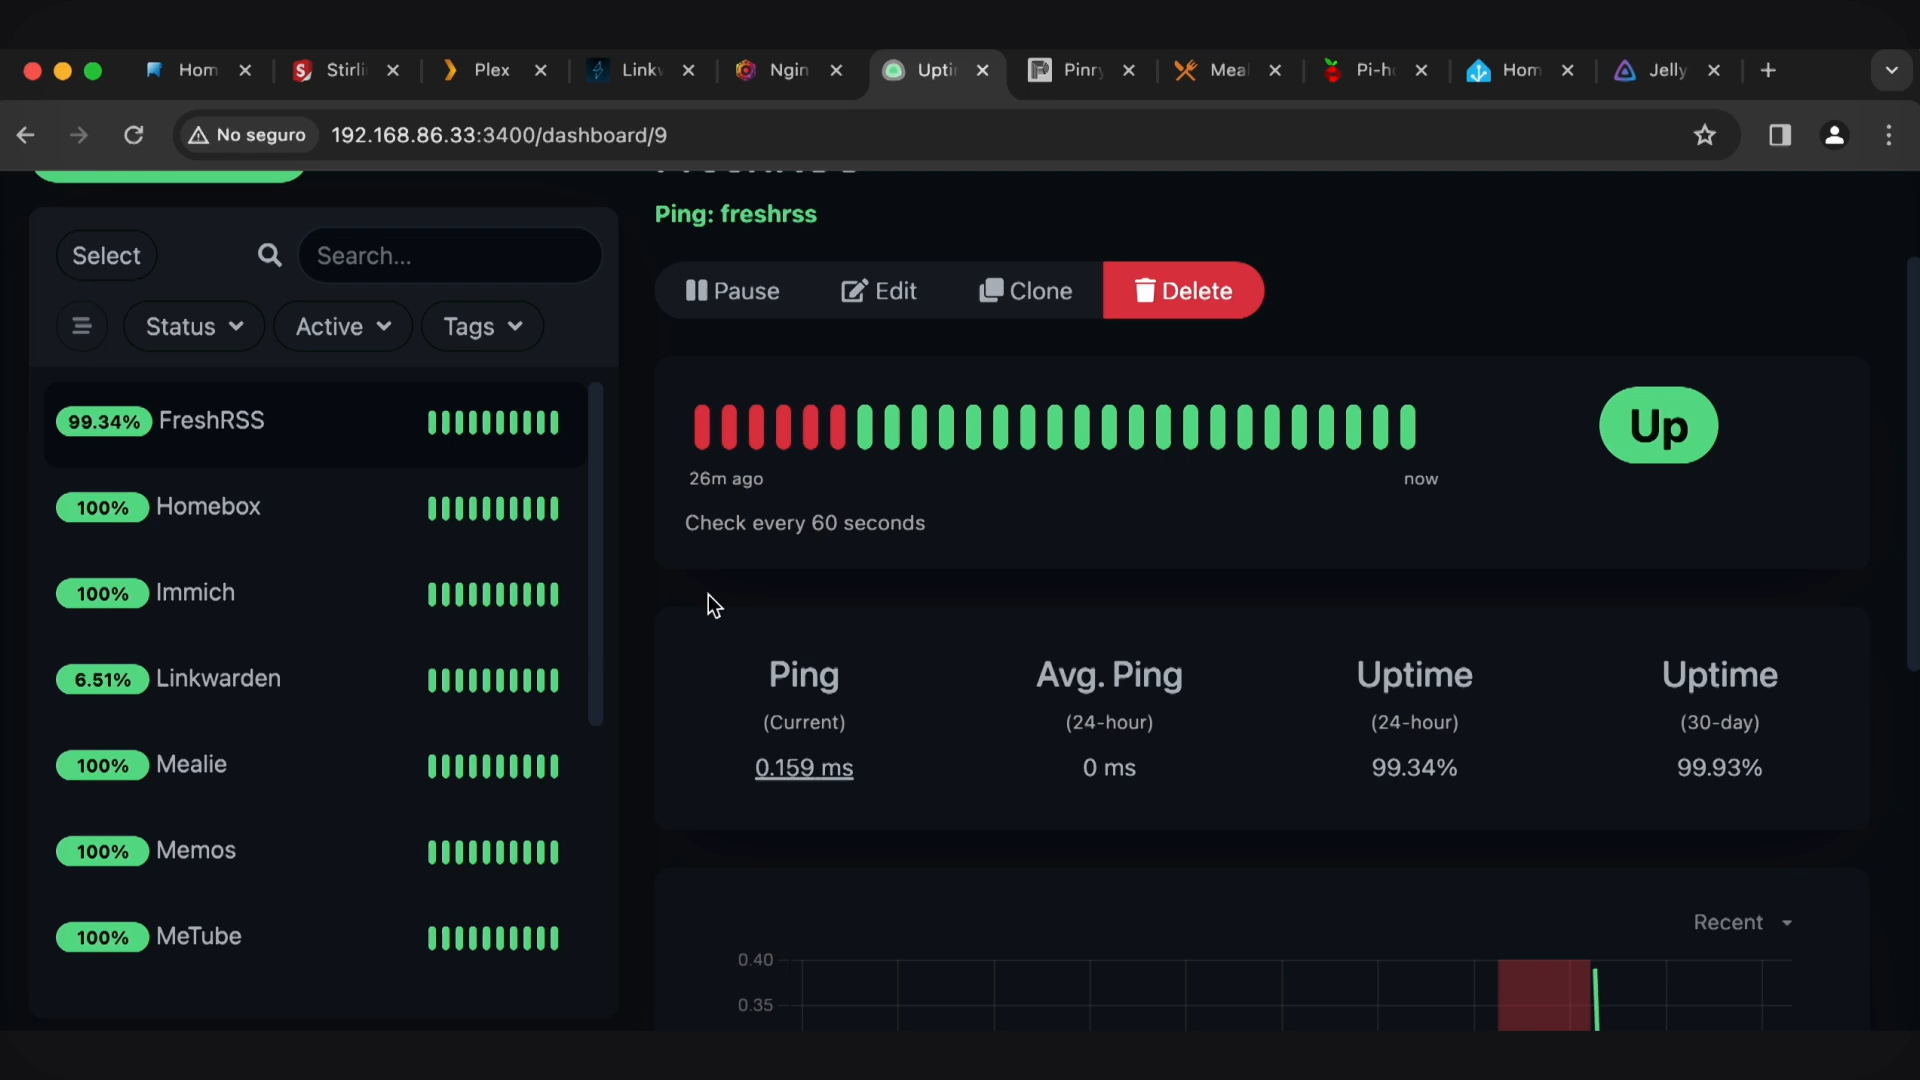 Hom
Stirli
Plex
Linkw
Ngin
Uptir
Pinry
Meal
Pi-h
Hom
Jelly
No seguro
192.168.86.33:3400/dashboard/9
Ping: freshrss
Select
Search...
Pause
Edit
Clone
Delete
Status
Active
Tags
99.34% FreshRSS
100% Homebox
100% Immich
6.51% Linkwarden
100% Mealie
100% Memos
100% MeTube
Up
26m ago
now
Check every 60 seconds
Ping
(Current)
0.159 ms
Avg. Ping
(24-hour)
0 ms
Uptime
(24-hour)
99.34%
Uptime
(30-day)
99.93%
Recent
0.40
0.35